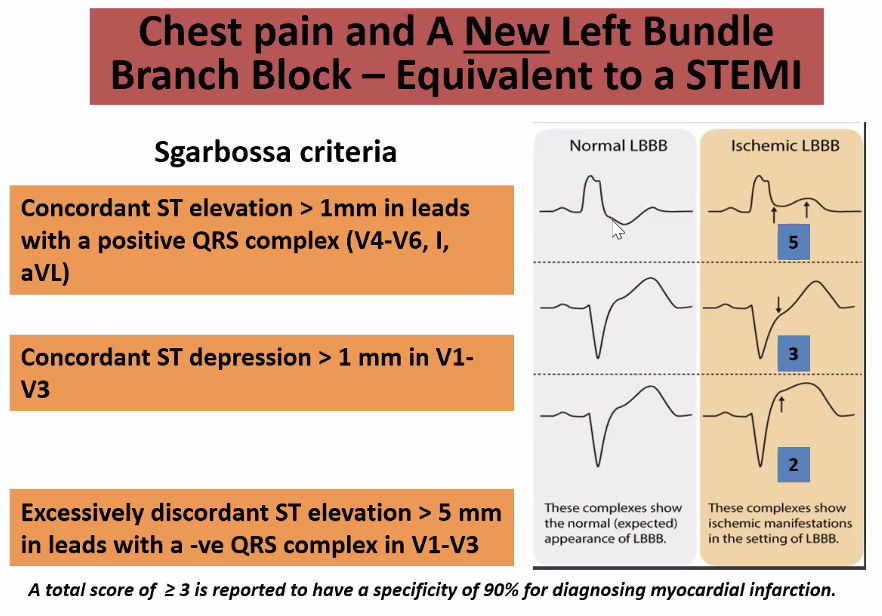 Chest pain and A New Left Bundle
Branch Block – Equivalent to a STEMI
Sgarbossa criteria
Concordant ST elevation > 1mm in leads
with a positive QRS complex (V4-V6, I,
aVL)
Concordant ST depression > 1 mm in V1-
V3
Excessively discordant ST elevation > 5 mm
in leads with a -ve QRS complex in V1-V3
Normal LBBB
Ischemic LBBB
5
3
2
These complexes show
the normal (expected)
appearance of LBBB.
These complexes show
ischemic manifestations
in the setting of LBBB.
A total score of ≥ 3 is reported to have a specificity of 90% for diagnosing myocardial infarction.